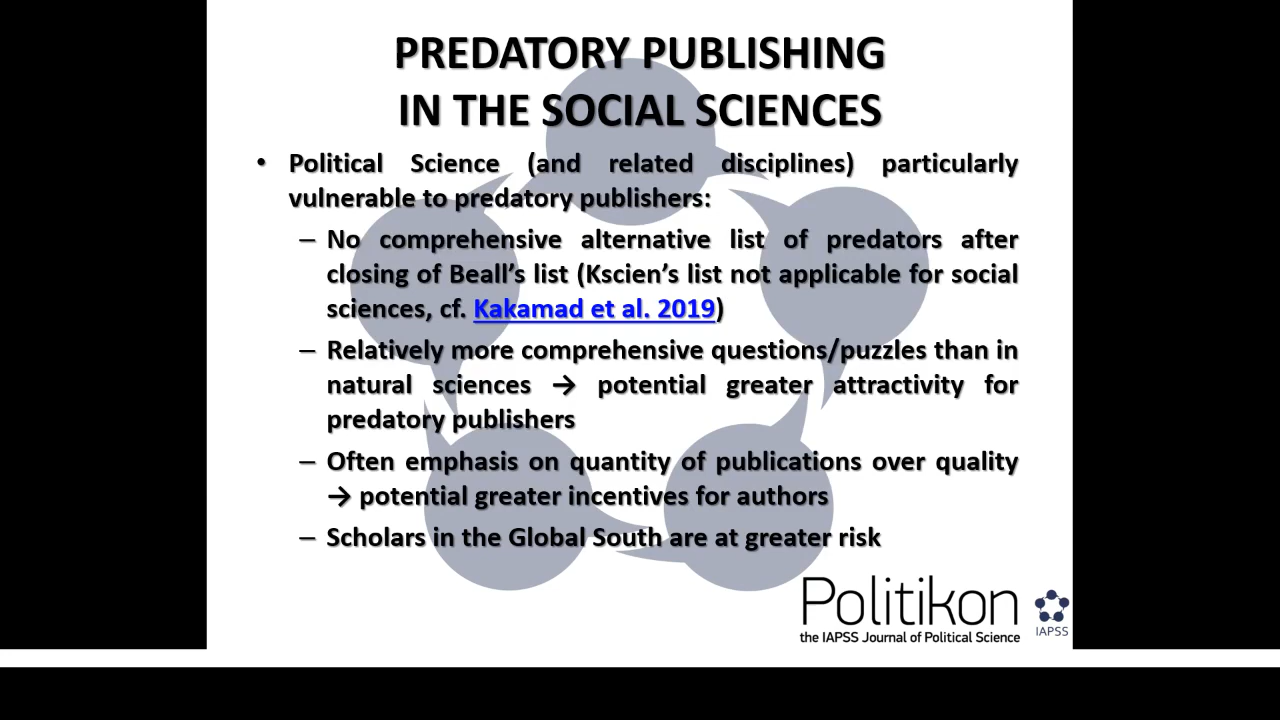 PREDATORY PUBLISHING
IN THE SOCIAL SCIENCES
• Political Science (and related disciplines) particularly
vulnerable to predatory publishers:
– No comprehensive alternative list of predators after
closing of Beall’s list (Kscien’s list not applicable for social
sciences, cf. Kakamad et al. 2019)
– Relatively more comprehensive questions/puzzles than in
natural sciences → potential greater attractivity for
predatory publishers
– Often emphasis on quantity of publications over quality
→ potential greater incentives for authors
– Scholars in the Global South are at greater risk
Politikon
the IAPSS Journal of Political Science
IAPSS